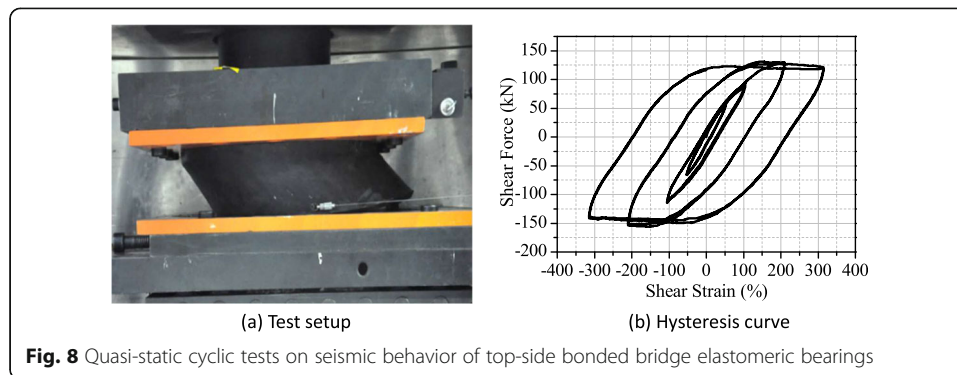 150
100
50
0
-50
-100
-150
-200
Shear Force (kN)
-400 -300 -200 -100 0 100 200 300 400
Shear Strain (%)
(a) Test setup
(b) Hysteresis curve
Fig. 8 Quasi-static cyclic tests on seismic behavior of top-side bonded bridge elastomeric bearings